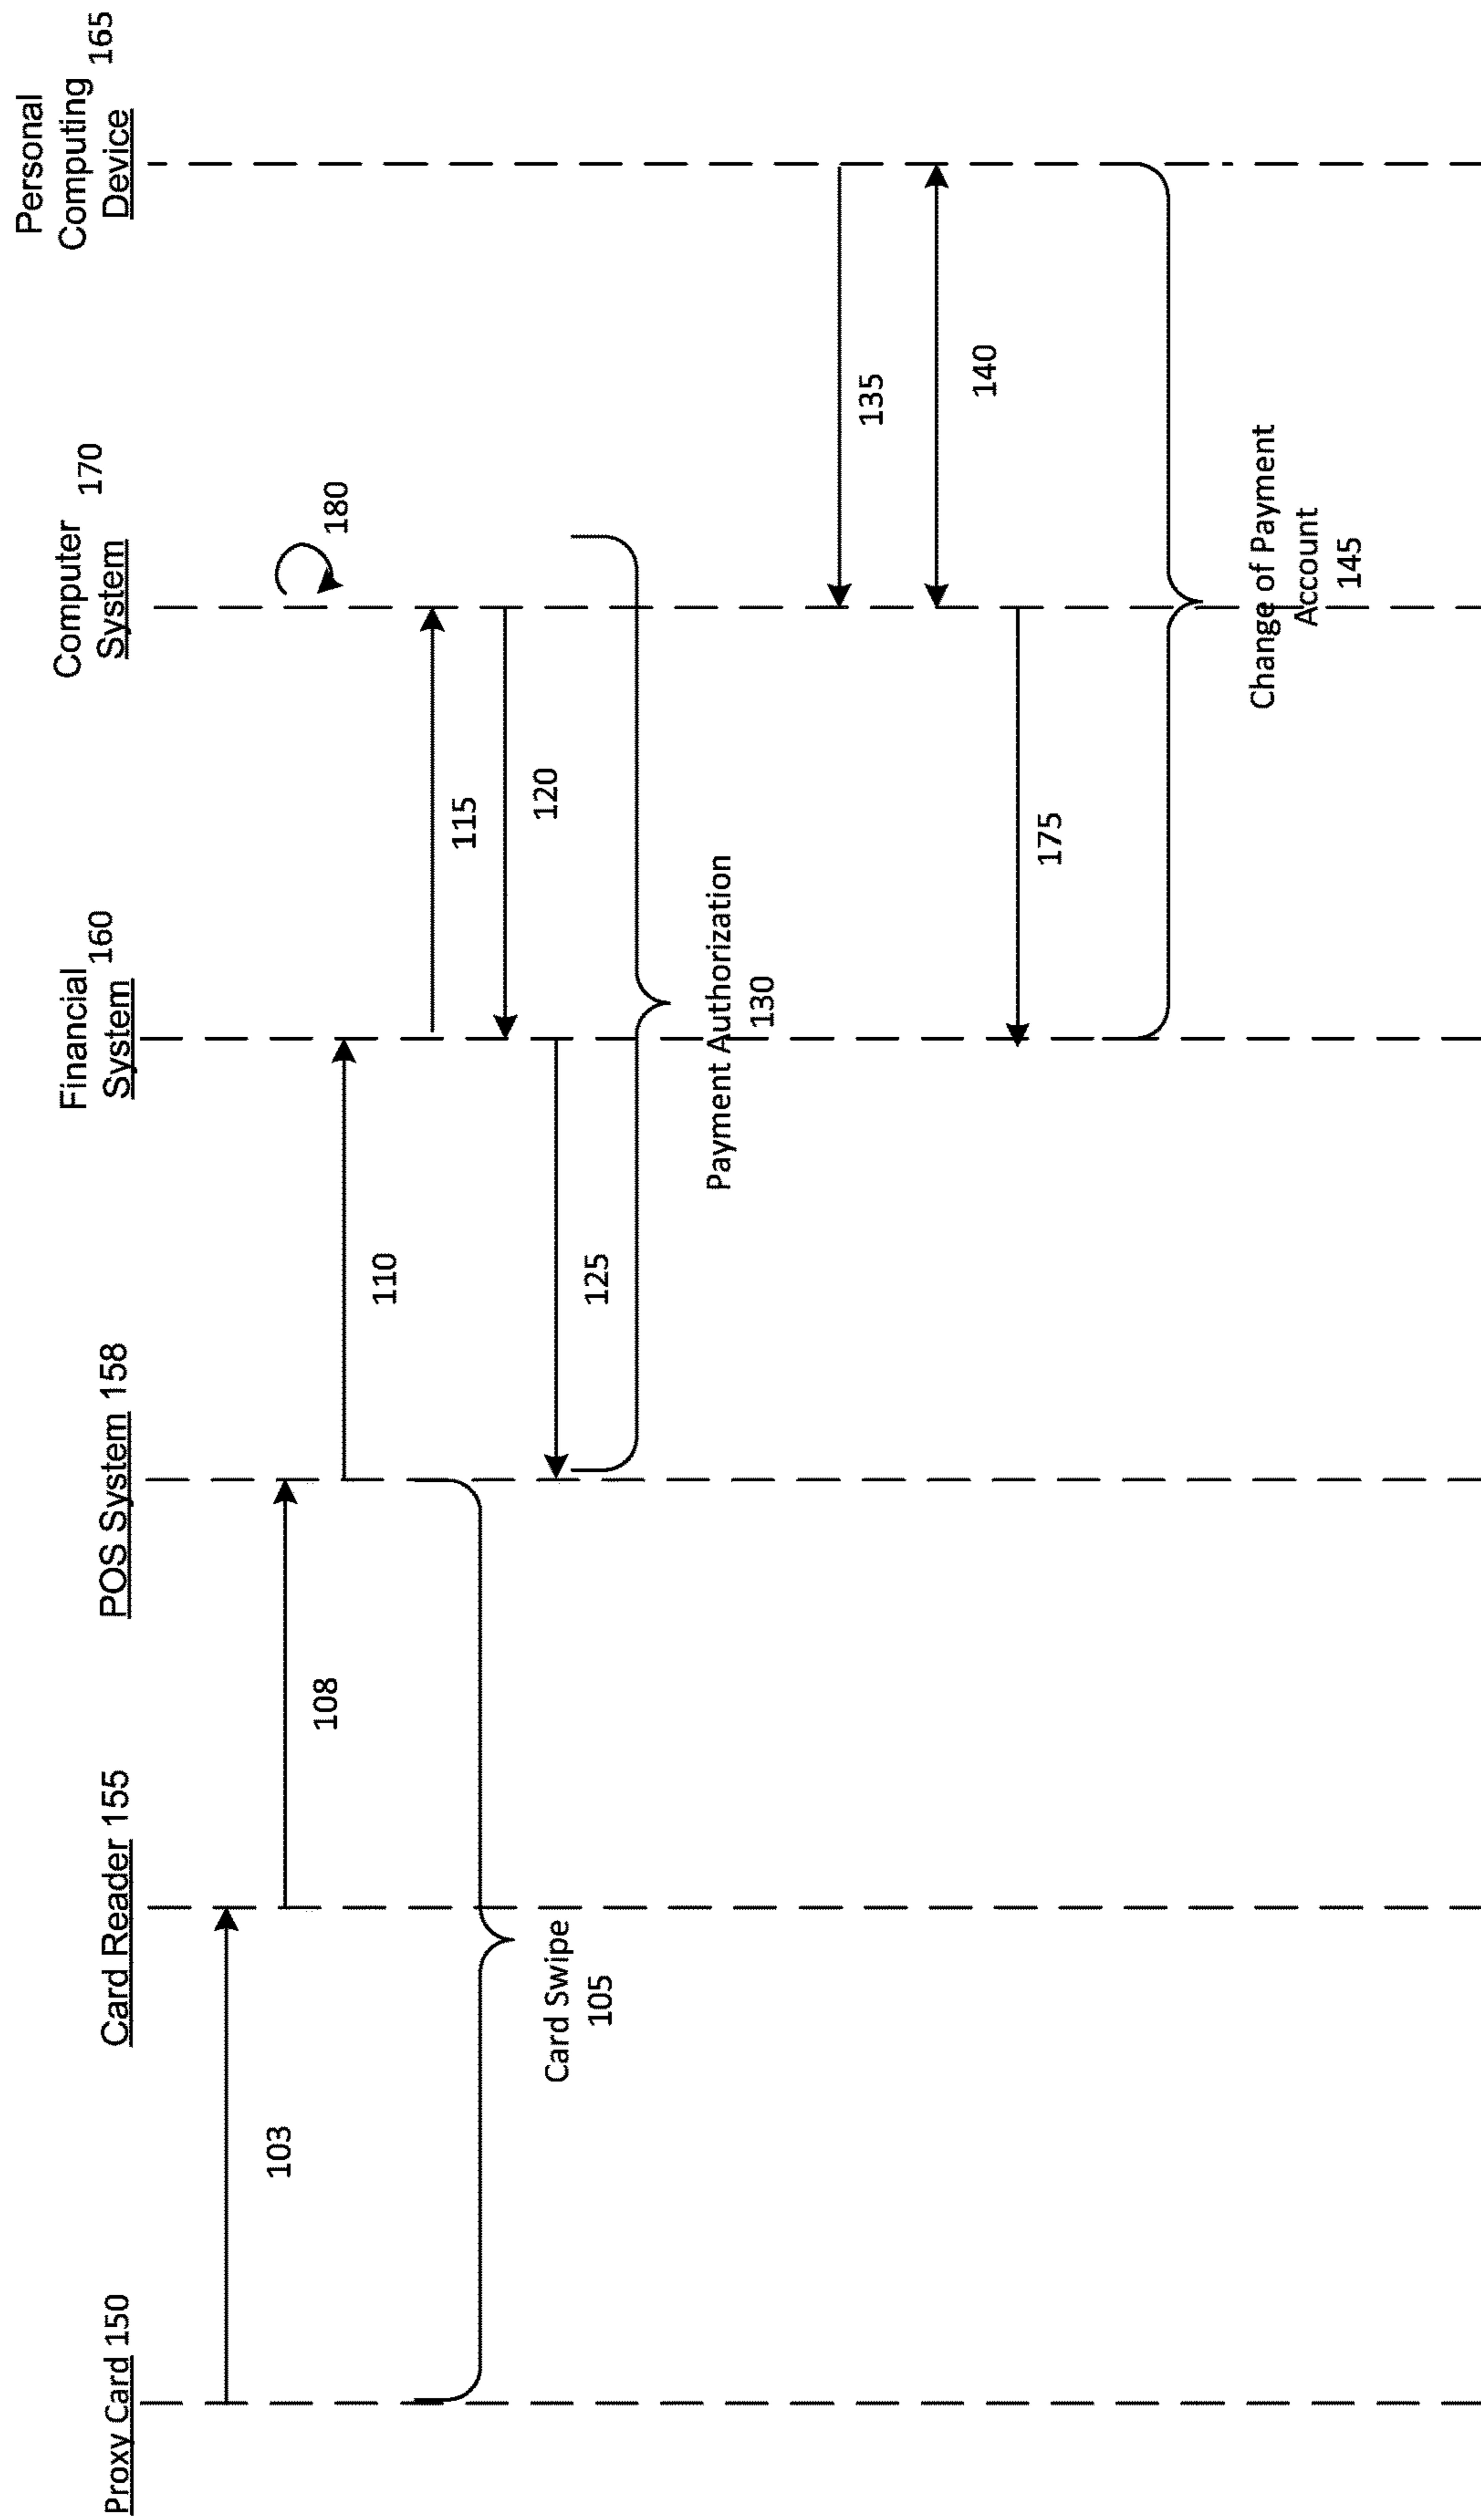 Proxy Card 150
Card Reader 155
POS System 158
Financial
System 160
Computer
System 170
Personal
Computing
Device 165
103
108
110
180
115
120
125
Card Swipe
105
Payment Authorization
130
135
140
175
Change of Payment
Account
145